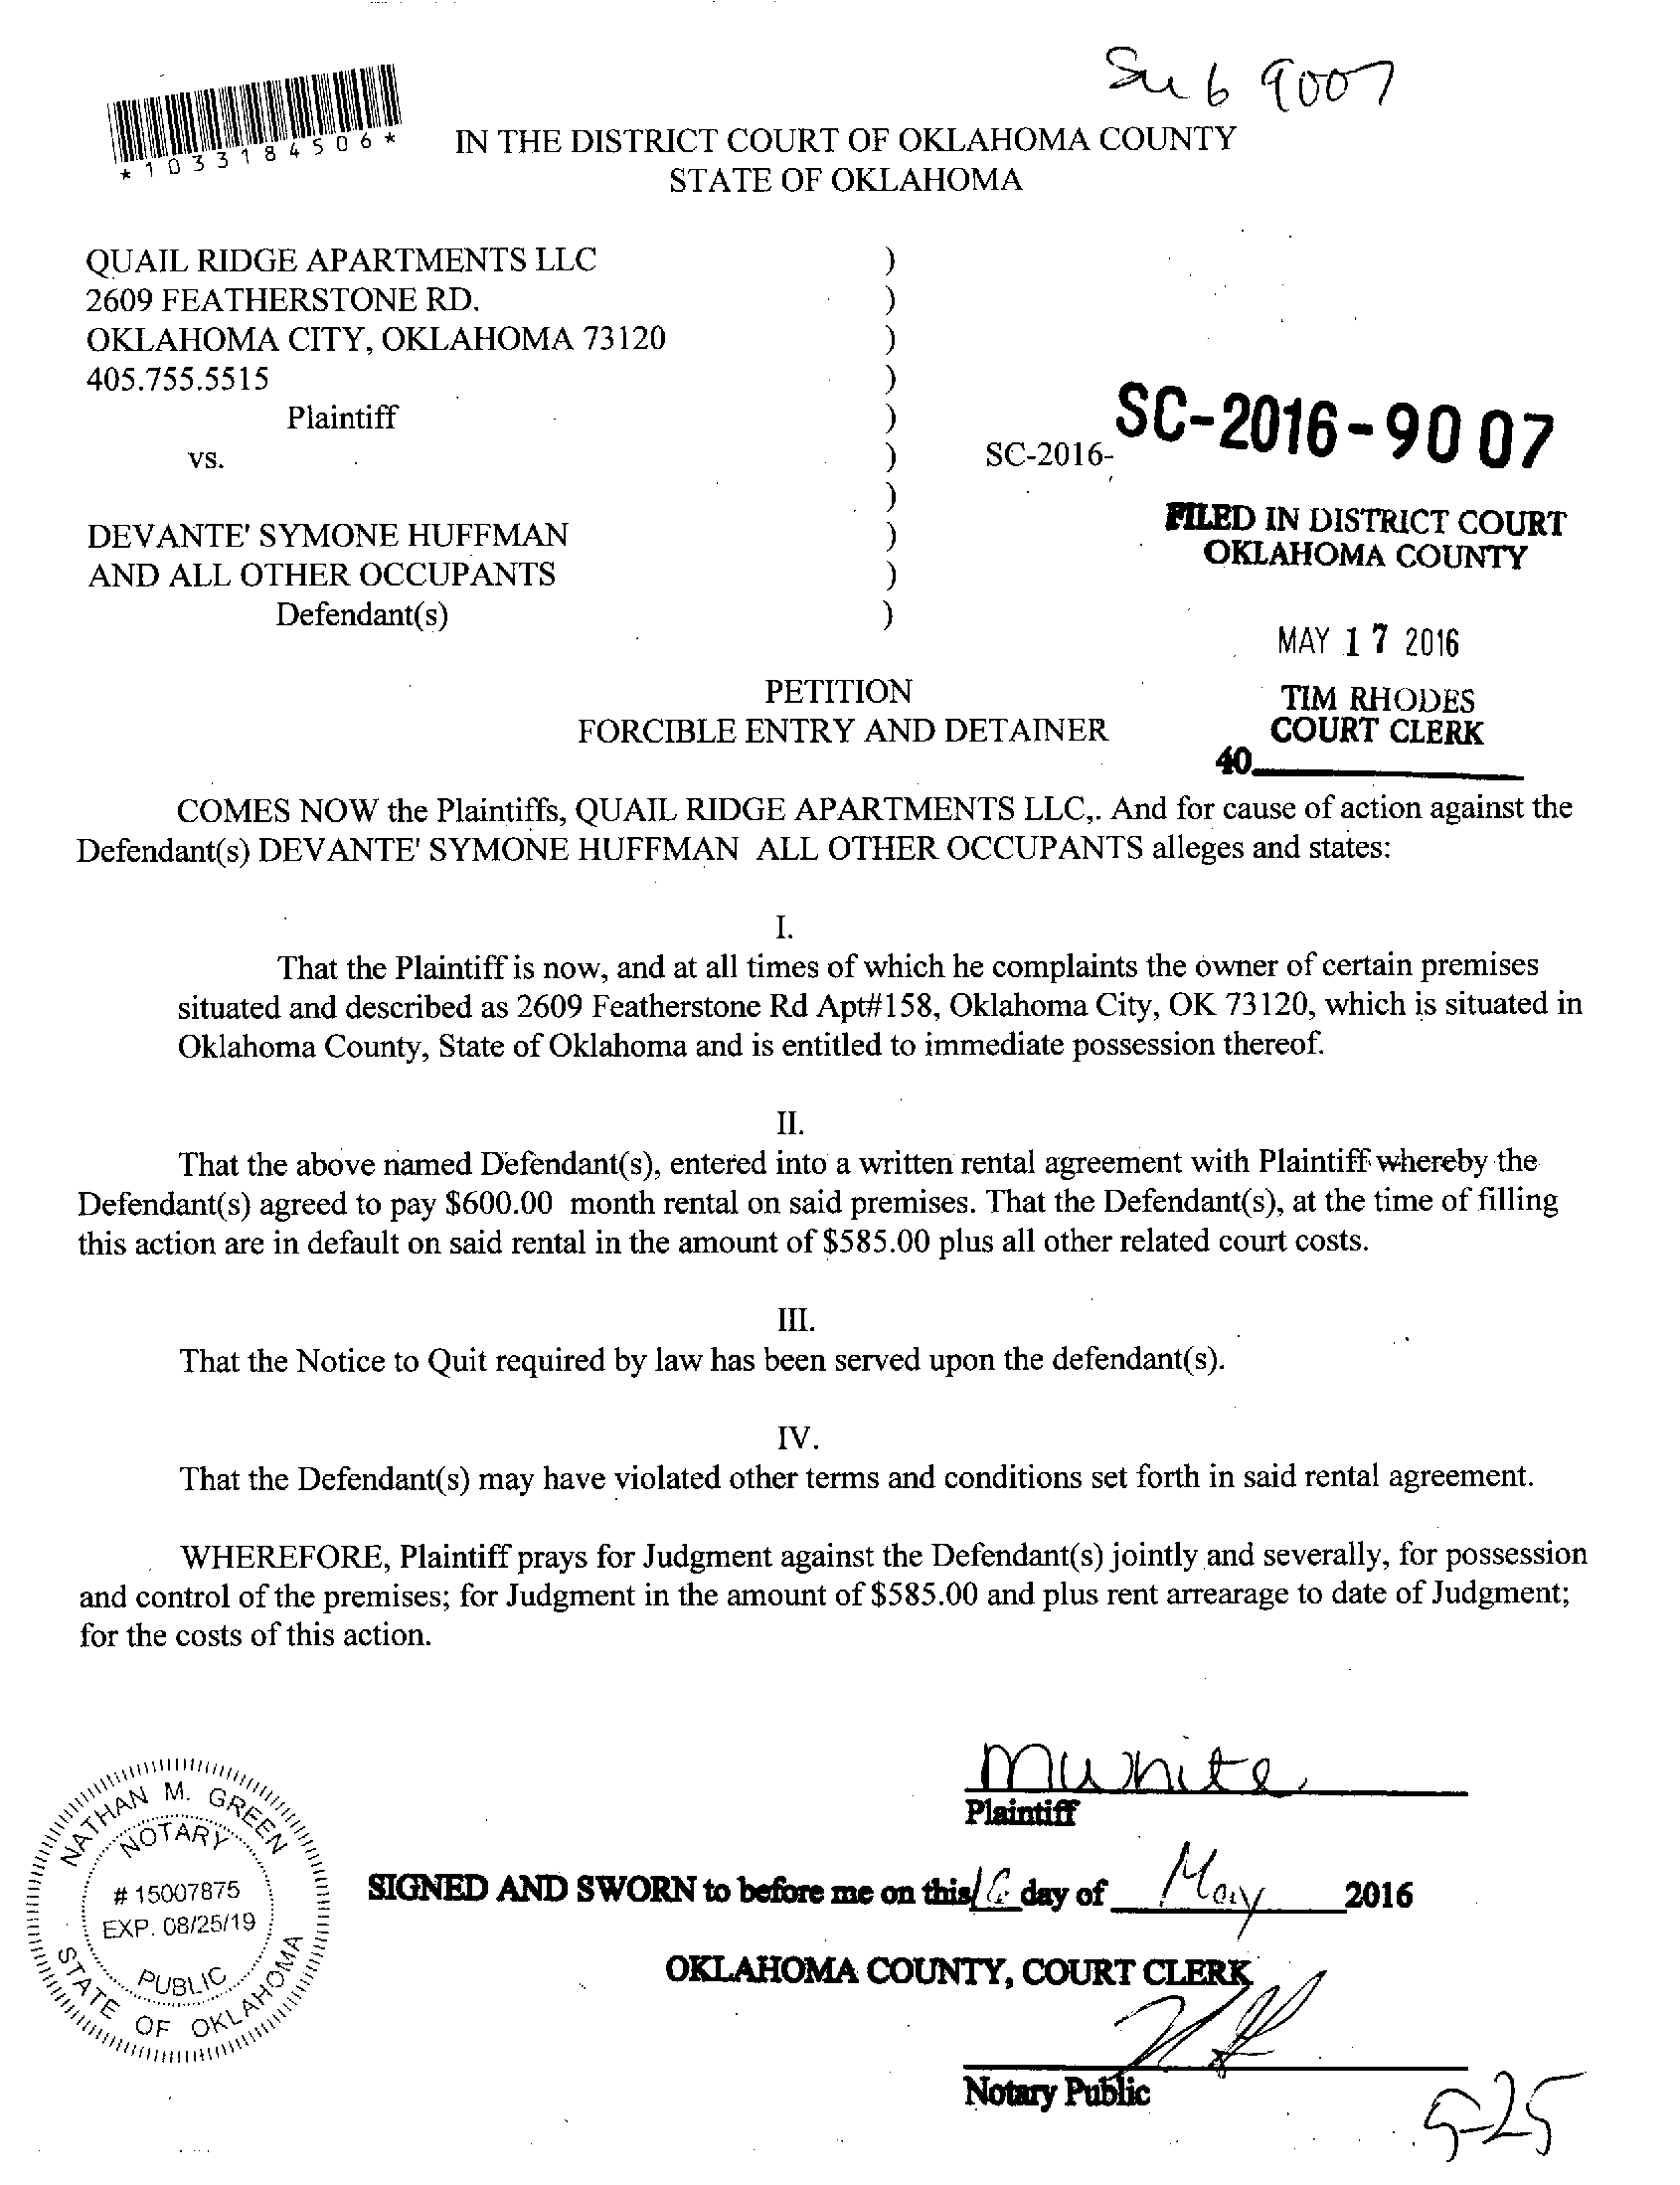 9007
*1033184506*
IN THE DISTRICT COURT OF OKLAHOMA COUNTY
STATE OF OKLAHOMA
QUAIL RIDGE APARTMENTS LLC )
2609 FEATHERSTONE RD. )
OKLAHOMA CITY, OKLAHOMA 73120 )
405.755.5515 )
Plaintiff )
vs. ) SC-2016- SC-2016-9007
)
DEVANTE' SYMONE HUFFMAN )
AND ALL OTHER OCCUPANTS )
Defendant(s) )
FILED IN DISTRICT COURT
OKLAHOMA COUNTY
MAY 17 2016
TIM RHODES
COURT CLERK
40
PETITION
FORCIBLE ENTRY AND DETAINER
COMES NOW the Plaintiffs, QUAIL RIDGE APARTMENTS LLC,. And for cause of action against the
Defendant(s) DEVANTE' SYMONE HUFFMAN ALL OTHER OCCUPANTS alleges and states:
I.
That the Plaintiff is now, and at all times of which he complaints the owner of certain premises
situated and described as 2609 Featherstone Rd Apt#158, Oklahoma City, OK 73120, which is situated in
Oklahoma County, State of Oklahoma and is entitled to immediate possession thereof.
II.
That the above named Defendant(s), entered into a written rental agreement with Plaintiff whereby the
Defendant(s) agreed to pay $600.00 month rental on said premises. That the Defendant(s), at the time of filling
this action are in default on said rental in the amount of $585.00 plus all other related court costs.
III.
That the Notice to Quit required by law has been served upon the defendant(s).
IV.
That the Defendant(s) may have violated other terms and conditions set forth in said rental agreement.
WHEREFORE, Plaintiff prays for Judgment against the Defendant(s) jointly and severally, for possession
and control of the premises; for Judgment in the amount of $585.00 and plus rent arrearage to date of Judgment;
for the costs of this action.
MWhite
Plaintiff
NATHAN M. GREEN
NOTARY
# 15007875
EXP. 08/25/19
PUBLIC
STATE OF OKLAHOMA
SIGNED AND SWORN to before me on this 16 day of May 2016
OKLAHOMA COUNTY, COURT CLERK
Notary Public
5-25